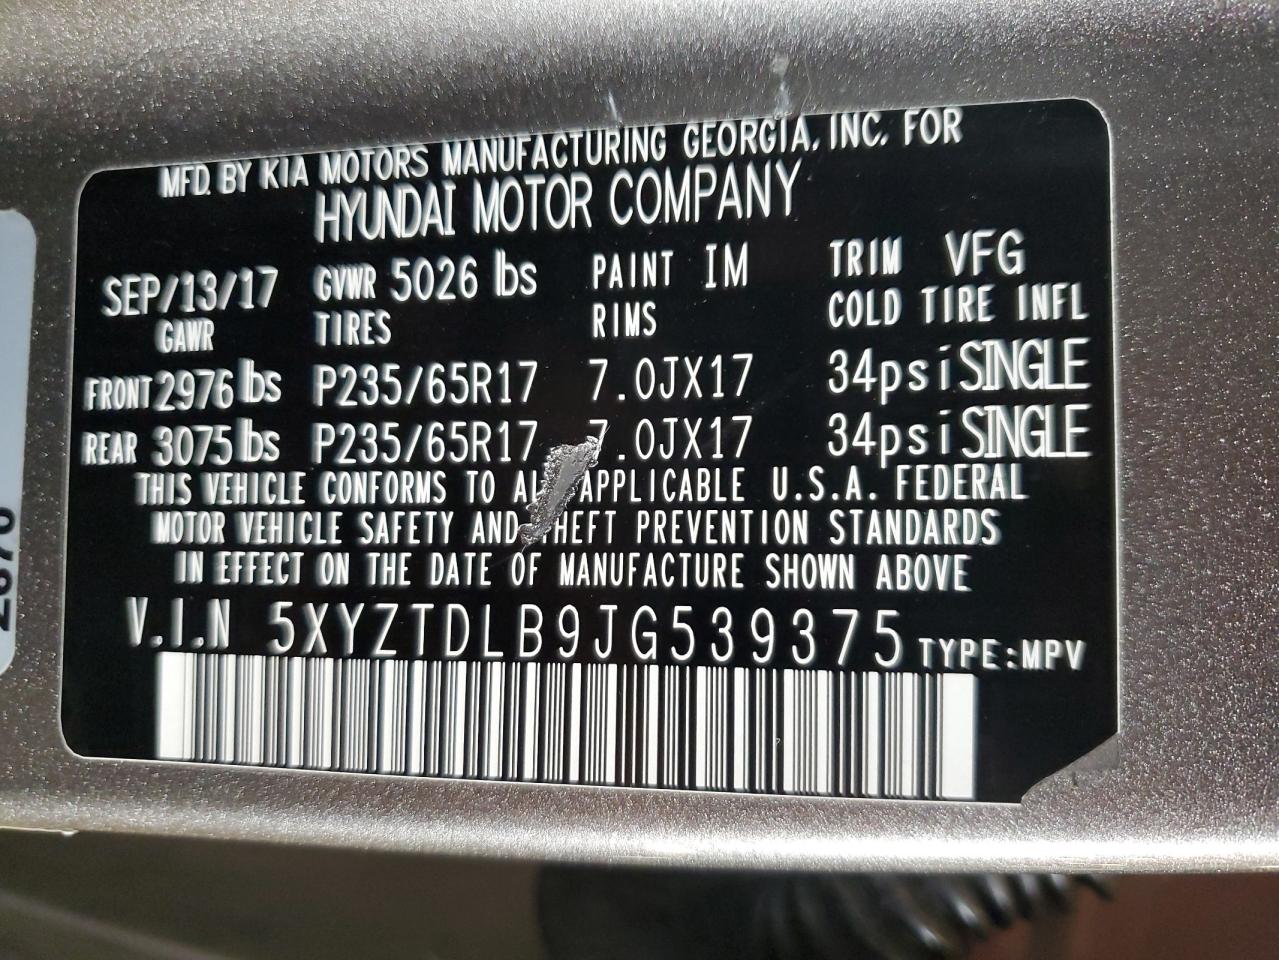 MFD. BY KIA MOTORS MANUFACTURING GEORGIA, INC. FOR
HYUNDAI MOTOR COMPANY
SEP/13/17 GVWR 5026 lbs PAINT IM TRIM VFG
GAWR TIRES RIMS COLD TIRE INFL
FRONT 2976 lbs P235/65R17 7.0JX17 34psi SINGLE
REAR 3075 lbs P235/65R17 7.0JX17 34psi SINGLE
THIS VEHICLE CONFORMS TO APPLICABLE U.S.A. FEDERAL
MOTOR VEHICLE SAFETY AND THEFT PREVENTION STANDARDS
IN EFFECT ON THE DATE OF MANUFACTURE SHOWN ABOVE
V.I.N 5XYZTDLB9JG539375 TYPE:MPV